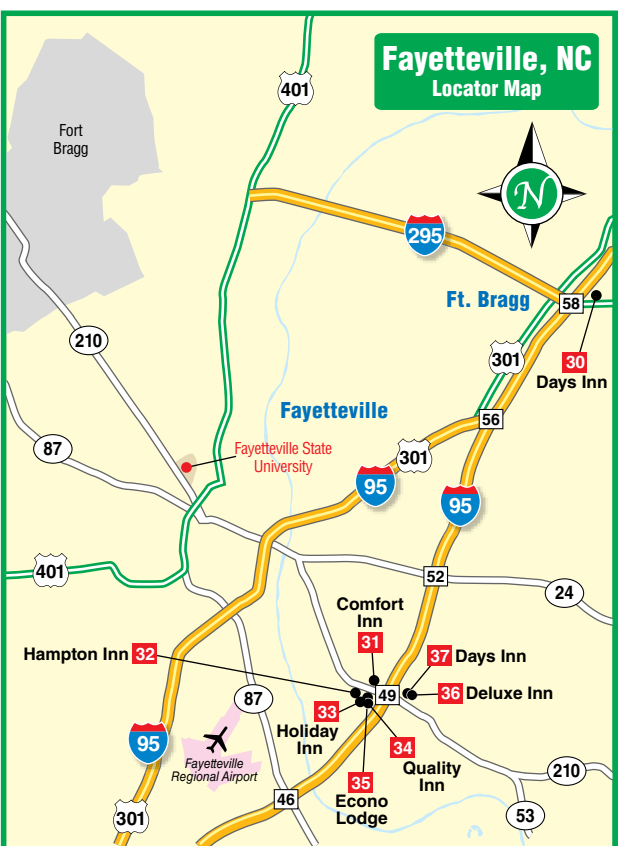 Fayetteville, NC
Locator Map
401
Fort
Bragg
N
295
Ft. Bragg
58
210
301
30
Days Inn
Fayetteville
56
87
Fayetteville State
University
301
95
95
401
52
24
Comfort
Inn
31
Hampton Inn 32
37 Days Inn
36 Deluxe Inn
49
87
33
Holiday
Inn
34
Quality
Inn
95
Fayetteville
Regional Airport
35
Econo
Lodge
210
46
53
301